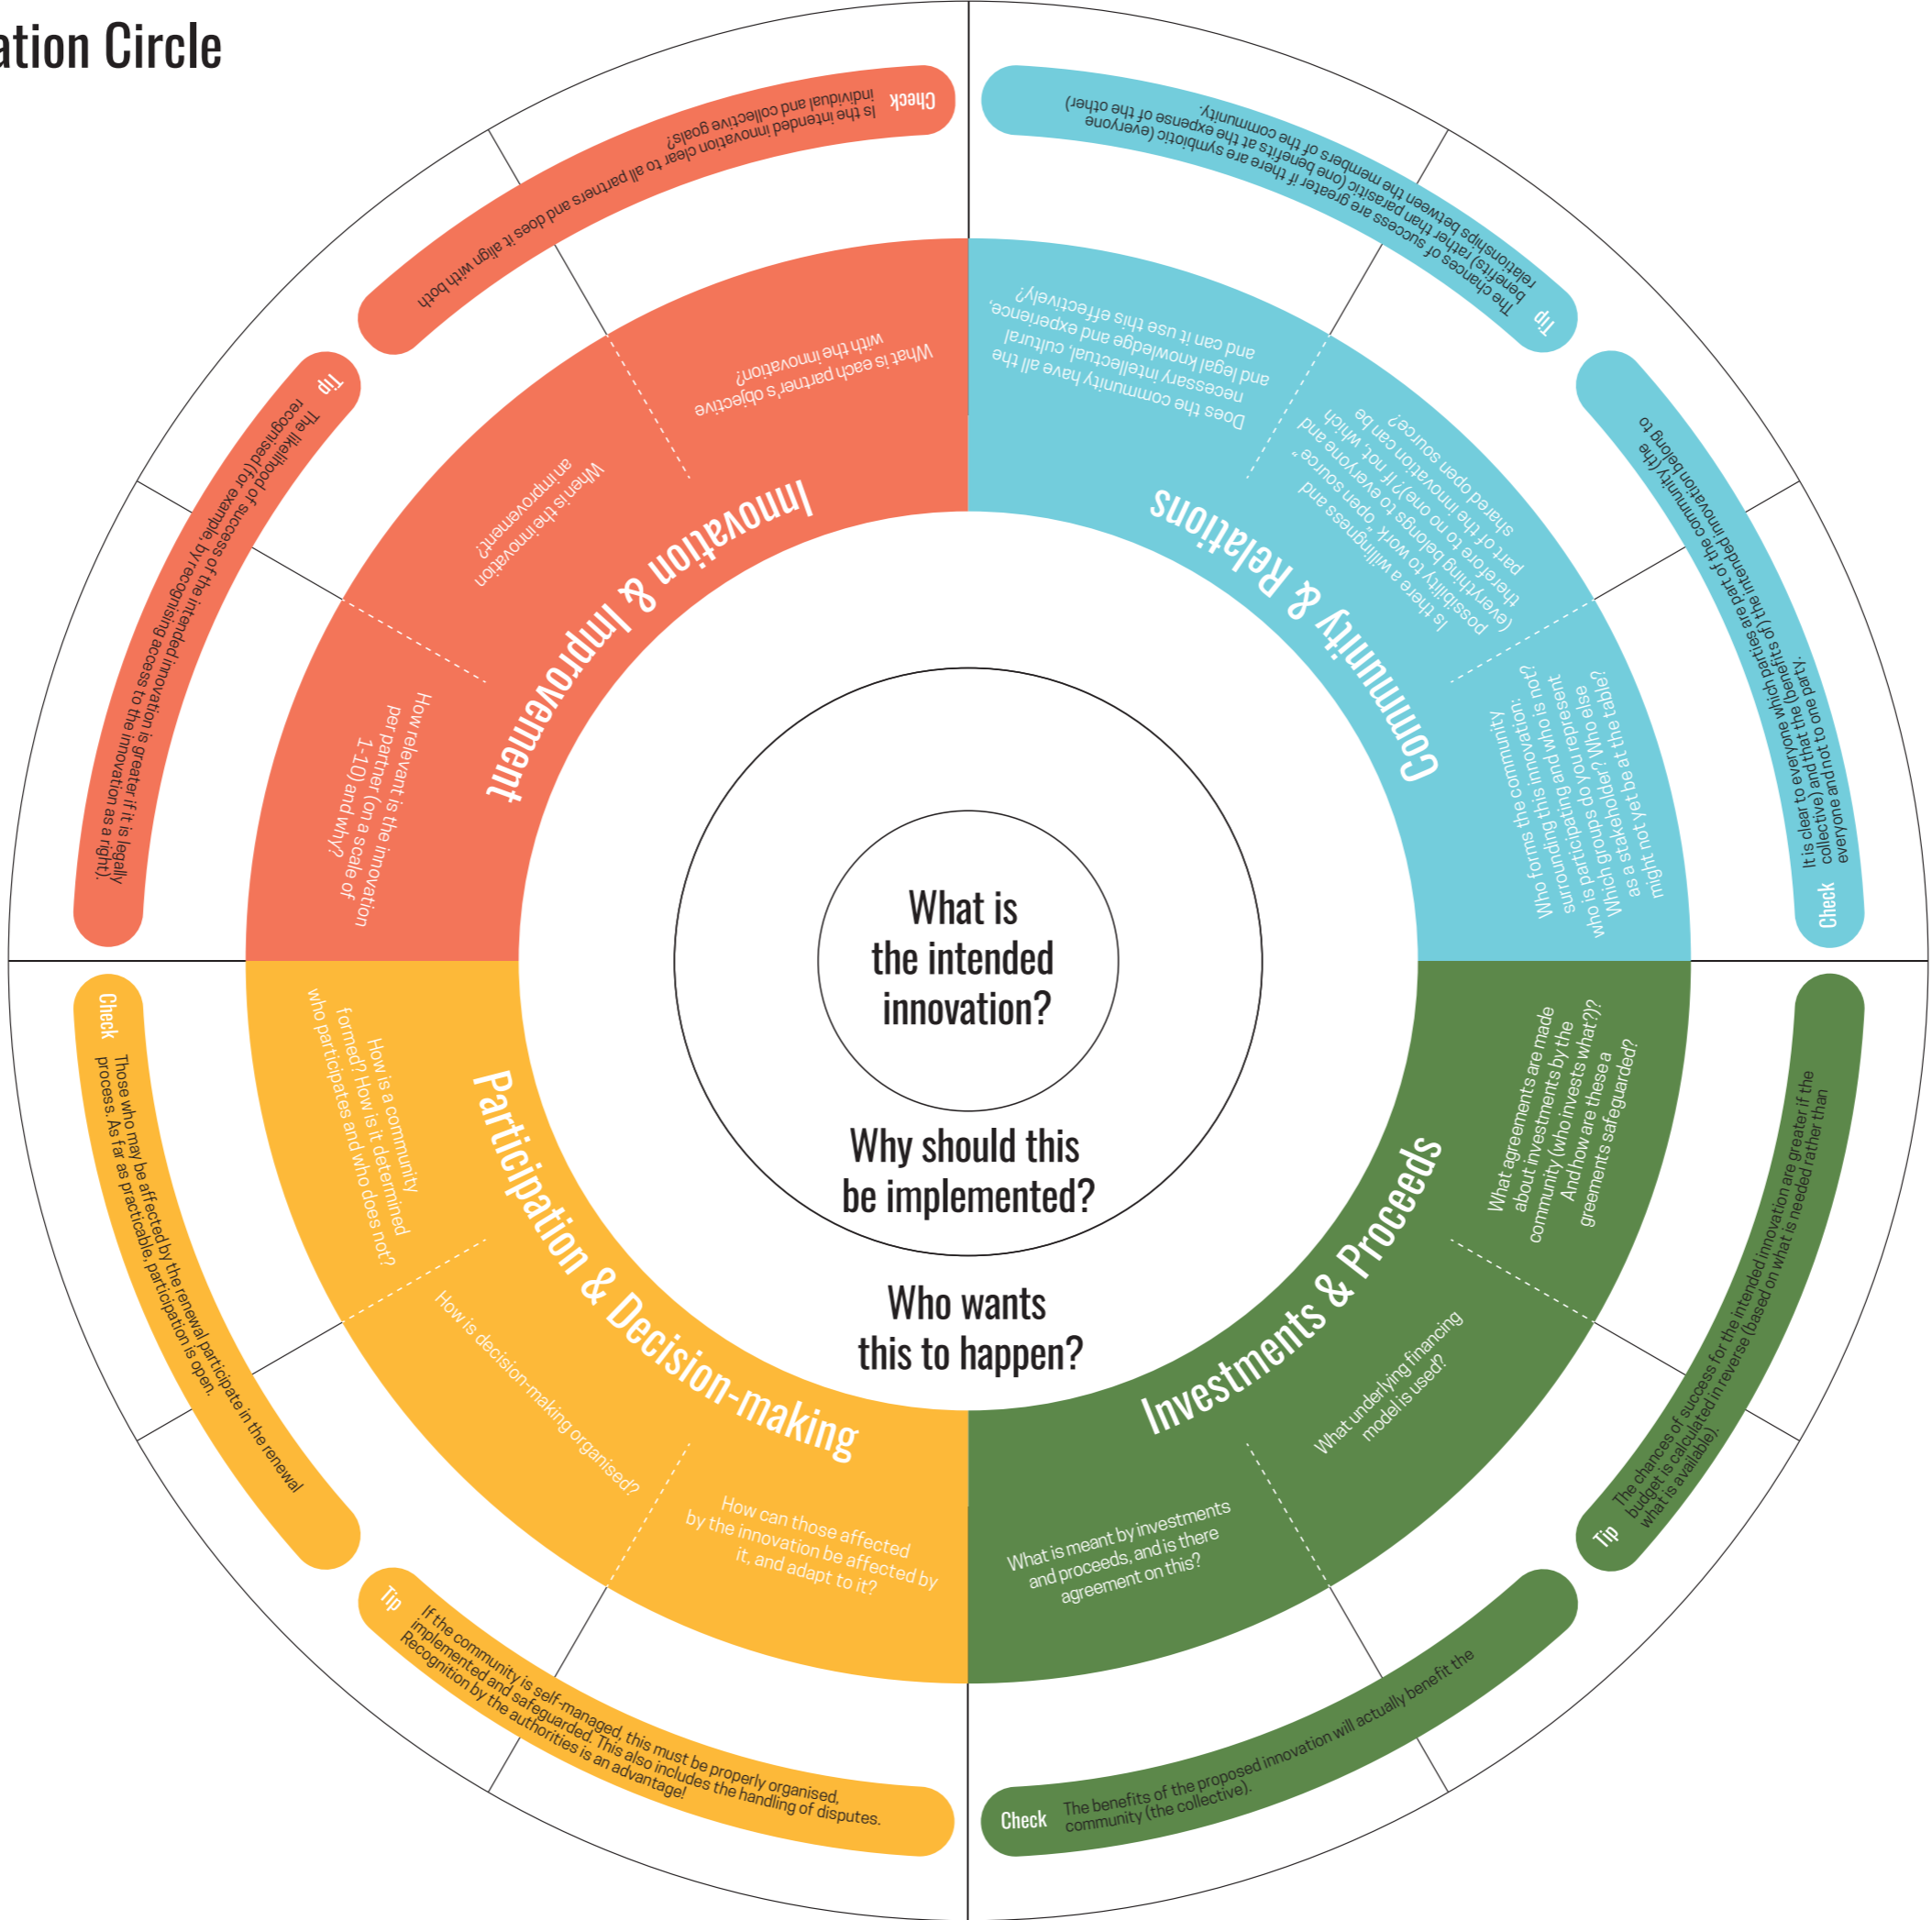 ation Circle
What is
the intended
innovation?
Why should this
be implemented?
Who wants
this to happen?
Innovation & Improvement
What is each partner's objective
with the innovation?
When is the innovation
an improvement?
How relevant is the innovation
per partner (on a scale of
1-10) and why?
Check
Is the intended innovation clear to all partners and does it align with both
individual and collective goals?
Tip
The likelihood of success of the intended innovation is greater if it is legally
recognised (for example, by recognising access to the innovation as a right).
Community & Relations
Does the community have all the
necessary intellectual, cultural
and legal knowledge and experience,
and can it use this effectively?
Is there a willingness and
possibility to work „open source”
(everything belongs to everyone and
therefore to no one)? If not, which
part of the innovation can be
shared open source?
Who forms the community
surrounding this innovation:
who is participating and who is not?
Which groups do you represent
as a stakeholder? Who else
might not yet be at the table?
Tip
The chances of success are greater if there are symbiotic (everyone
benefits) rather than parasitic (one benefits at the expense of the other)
relationships between the members of the community.
Check
It is clear to everyone which parties are part of the community (the
collective) and that the (benefits of) the intended innovation belong to
everyone and not to one party.
Investments & Proceeds
What agreements are made
about investments by the
community (who invests what?)?
And how are these a
greements safeguarded?
What underlying financing
model is used?
What is meant by investments
and proceeds, and is there
agreement on this?
Tip
The chances of success for the intended innovation are greater if the
budget is calculated in reverse (based on what is needed rather than
what is available).
Check
The benefits of the proposed innovation will actually benefit the
community (the collective).
Participation & Decision-making
How is a community
formed? How is it determined
who participates and who does not?
How is decision-making organised?
How can those affected
by the innovation be affected by
it, and adapt to it?
Check
Those who may be affected by the renewal participate in the renewal
process. As far as practicable, participation is open.
Tip
If the community is self-managed, this must be properly organised,
implemented and safeguarded. This also includes the handling of disputes.
Recognition by the authorities is an advantage!